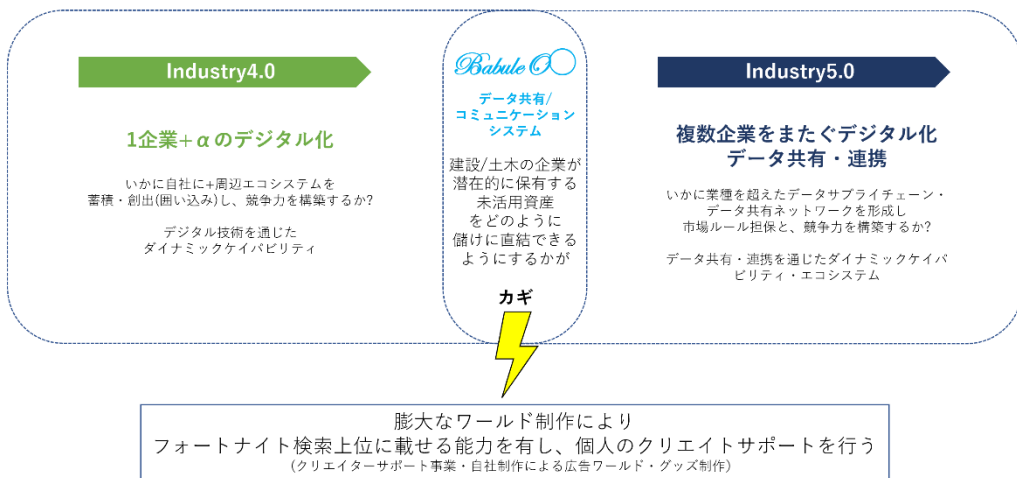 Industry4.0
1企業+αのデジタル化
いかに自社に+周辺エコシステムを
蓄積・創出(囲い込み)し、競争力を構築するか?
デジタル技術を通じた
ダイナミックケイパビリティ
Babule
データ共有/
コミュニケーション
システム
建設/土木の企業が
潜在的に保有する
未活用資産
をどのように
儲けに直結できる
ようにするかが
カギ
Industry5.0
複数企業をまたぐデジタル化
データ共有・連携
いかに業種を超えたデータサプライチェーン・
データ共有ネットワークを形成し
市場ルール担保と、競争力を構築するか?
データ共有・連携を通じたダイナミックケイパ
ビリティ・エコシステム
膨大なワールド制作により
フォートナイト検索上位に載せる能力を有し、個人のクリエイトサポートを行う
(クリエイターサポート事業・自社制作による広告ワールド・グッズ制作)